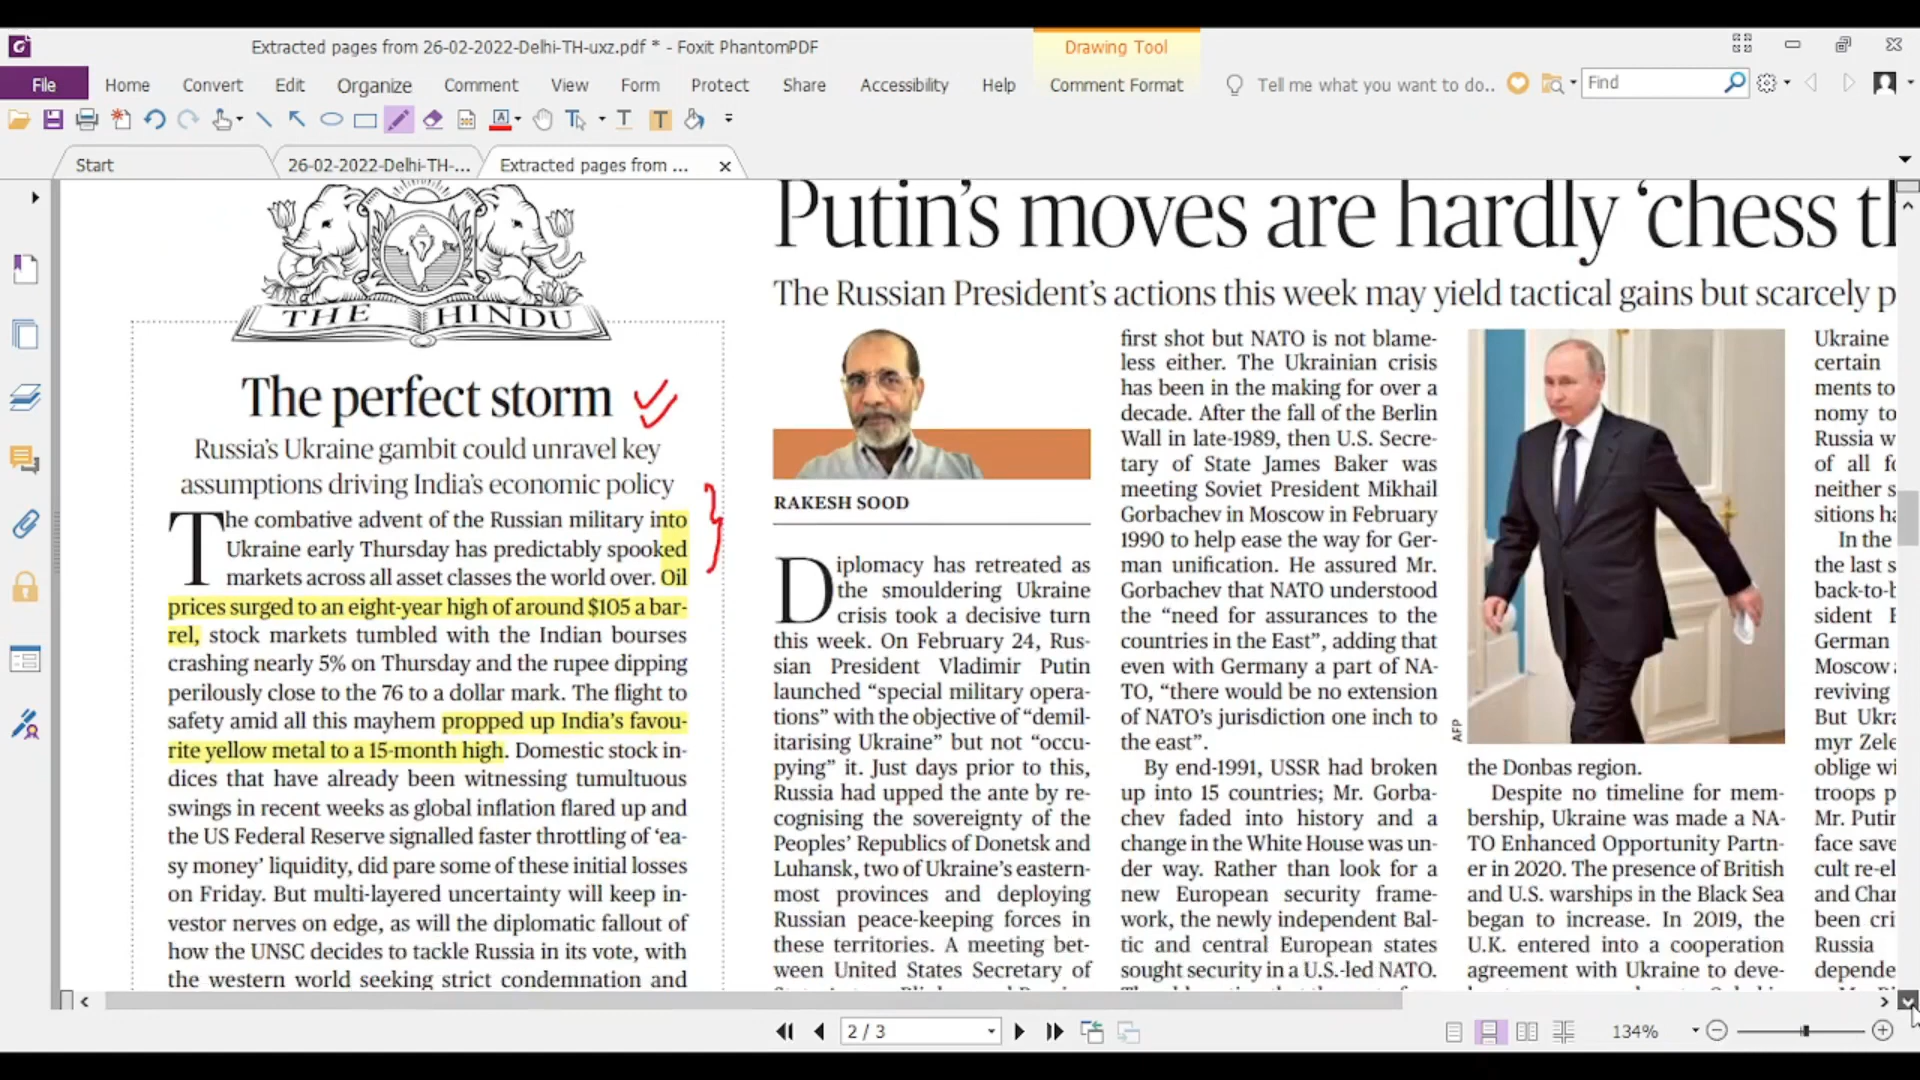 Extracted pages from 26-02-2022-Delhi-TH-uxz.pdf * - Foxit PhantomPDF
Drawing Tool
File
Home
Convert
Edit
Organize
Comment
View
Form
Protect
Share
Accessibility
Help
Comment Format
Tell me what you want to do..
Find
Start
26-02-2022-Delhi-TH-...
Extracted pages from ...
THE HINDU
The perfect storm
Russia's Ukraine gambit could unravel key
assumptions driving India's economic policy
The combative advent of the Russian military into
Ukraine early Thursday has predictably spooked
markets across all asset classes the world over. Oil
prices surged to an eight-year high of around $105 a bar-
rel, stock markets tumbled with the Indian bourses
crashing nearly 5% on Thursday and the rupee dipping
perilously close to the 76 to a dollar mark. The flight to
safety amid all this mayhem propped up India's favou-
rite yellow metal to a 15-month high. Domestic stock in-
dices that have already been witnessing tumultuous
swings in recent weeks as global inflation flared up and
the US Federal Reserve signalled faster throttling of 'ea-
sy money' liquidity, did pare some of these initial losses
on Friday. But multi-layered uncertainty will keep in-
vestor nerves on edge, as will the diplomatic fallout of
how the UNSC decides to tackle Russia in its vote, with
the western world seeking strict condemnation and
Putin's moves are hardly 'chess
The Russian President's actions this week may yield tactical gains but scarcely
RAKESH SOOD
Diplomacy has retreated as
the smouldering Ukraine
crisis took a decisive turn
this week. On February 24, Rus-
sian President Vladimir Putin
launched "special military opera-
tions" with the objective of "demil-
itarising Ukraine" but not "occu-
pying" it. Just days prior to this,
Russia had upped the ante by re-
cognising the sovereignty of the
Peoples' Republics of Donetsk and
Luhansk, two of Ukraine's eastern-
most provinces and deploying
Russian peace-keeping forces in
these territories. A meeting bet-
ween United States Secretary of
first shot but NATO is not blame-
less either. The Ukrainian crisis
has been in the making for over a
decade. After the fall of the Berlin
Wall in late-1989, then U.S. Secre-
tary of State James Baker was
meeting Soviet President Mikhail
Gorbachev in Moscow in February
1990 to help ease the way for Ger-
man unification. He assured Mr.
Gorbachev that NATO understood
the "need for assurances to the
countries in the East", adding that
even with Germany a part of NA-
TO, "there would be no extension
of NATO's jurisdiction one inch to
the east".
By end-1991, USSR had broken
up into 15 countries; Mr. Gorba-
chev faded into history and a
change in the White House was un-
der way. Rather than look for a
new European security frame-
work, the newly independent Bal-
tic and central European states
sought security in a U.S.-led NATO.
AFP
the Donbas region.
Despite no timeline for mem-
bership, Ukraine was made a NA-
TO Enhanced Opportunity Partn-
er in 2020. The presence of British
and U.S. warships in the Black Sea
began to increase. In 2019, the
U.K. entered into a cooperation
agreement with Ukraine to deve-
Ukraine
certain
ments to
nomy to
Russia w
of all
neither s
sitions
In the
the last s
back-to-
sident
German
Moscow
reviving
But Ukra
myr Zele
oblige wi
troops p
Mr. Putin
face save
cult re-el
and Char
been cri
Russia
depende
2 / 3
134%